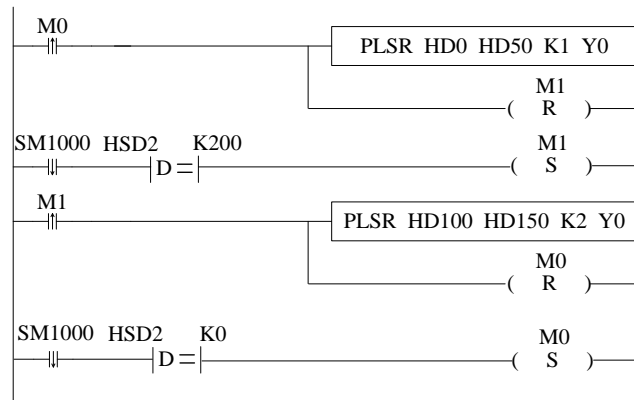 M0
PLSR HD0 HD50 K1 Y0
M1
( R )
SM1000 HSD2 D= K200 M1
( S )
M1
PLSR HD100 HD150 K2 Y0
M0
( R )
SM1000 HSD2 D= K0 M0
( S )